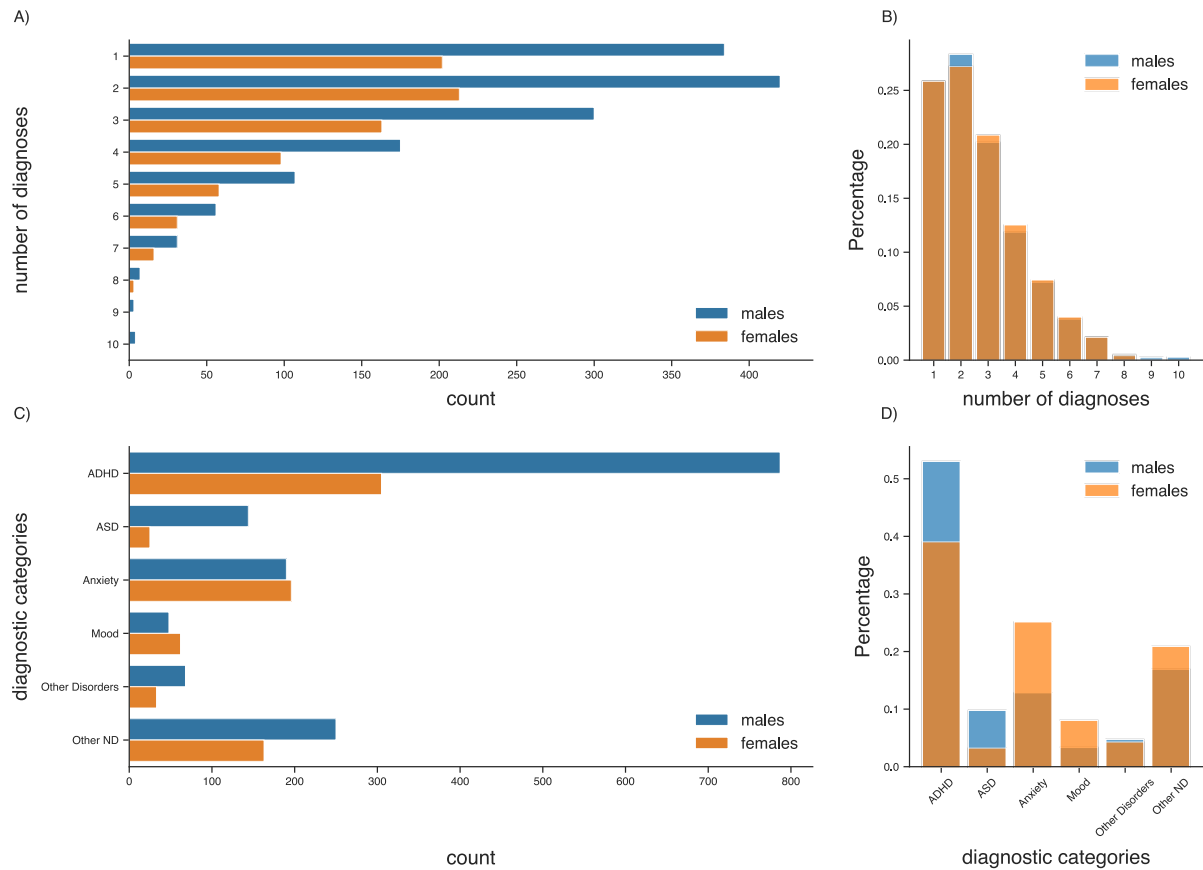 A)
number of diagnoses
1
2
3
4
5
6
7
8
9
10
males
females
0
50
100
150
200
250
300
350
400
count
B)
Percentage
0.25
0.20
0.15
0.10
0.05
0.00
males
females
1
2
3
4
5
6
7
8
9
10
number of diagnoses
C)
diagnostic categories
ADHD
ASD
Anxiety
Mood
Other Disorders
Other ND
males
females
0
100
200
300
400
500
600
700
800
count
D)
Percentage
0.5
0.4
0.3
0.2
0.1
0.0
males
females
ADHD
ASD
Anxiety
Mood
Other Disorders
Other ND
diagnostic categories